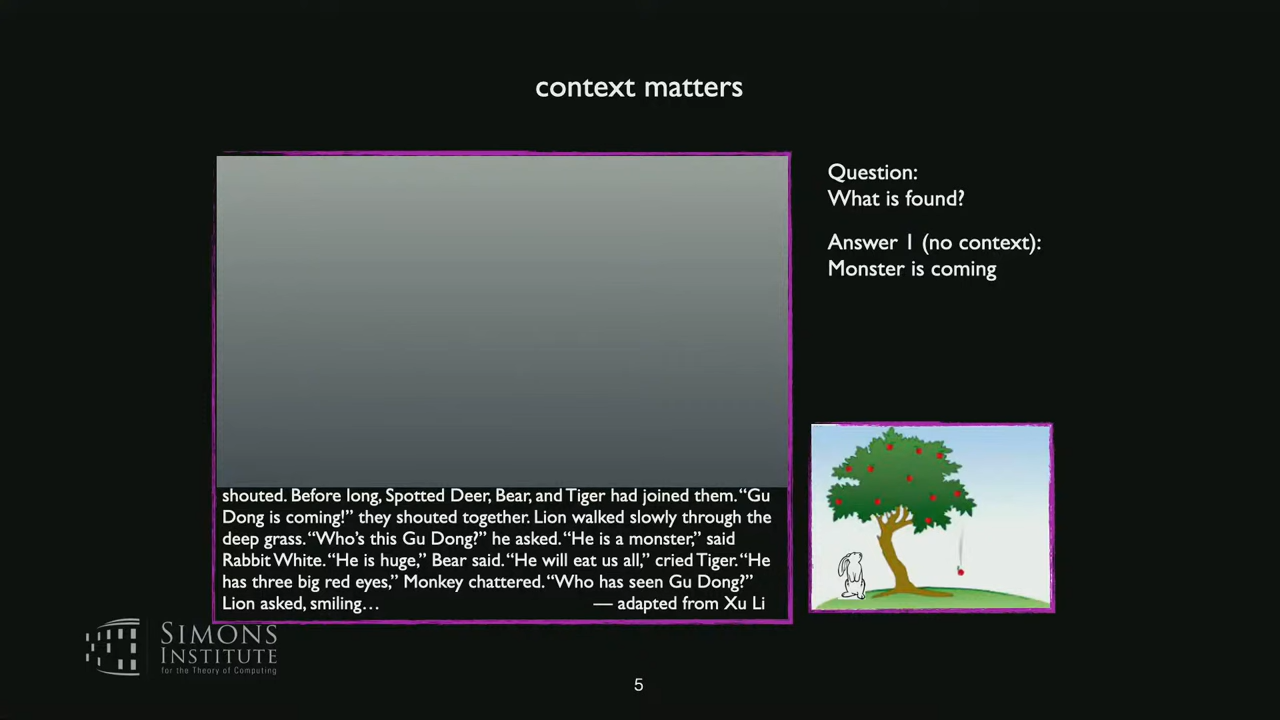 context matters
shouted. Before long, Spotted Deer, Bear, and Tiger had joined them. “Gu
Dong is coming!” they shouted together. Lion walked slowly through the
deep grass. “Who’s this Gu Dong?” he asked. “He is a monster,” said
Rabbit White. “He is huge,” Bear said. “He will eat us all,” cried Tiger. “He
has three big red eyes,” Monkey chattered. “Who has seen Gu Dong?”
Lion asked, smiling… — adapted from Xu Li
Question:
What is found?
Answer 1 (no context):
Monster is coming
SIMONS
INSTITUTE
for the Theory of Computing
5